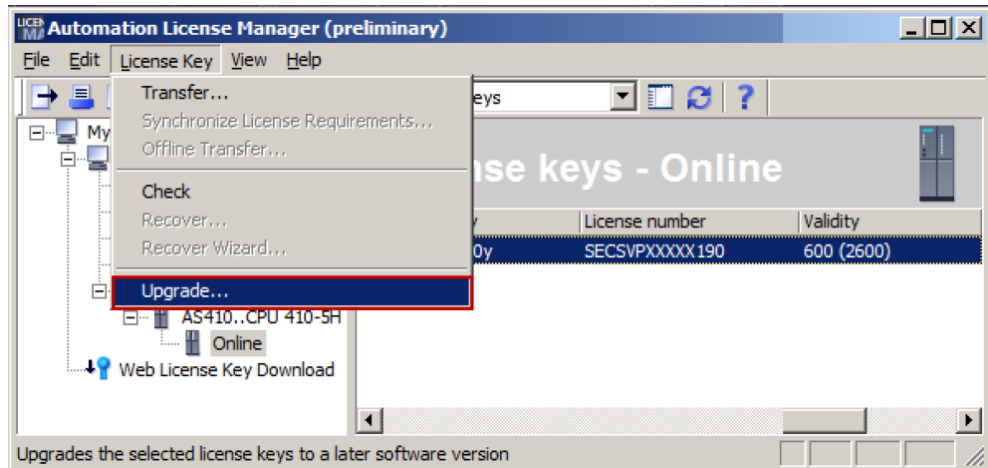 Automation License Manager (preliminary)
File Edit License Key View Help
Transfer...
Synchronize License Requirements...
Offline Transfer...
Check
Recover...
Recover Wizard...
Upgrade...
eys
?
My
nse keys - Online
License number Validity
0y SECSVPXXXXX190 600 (2600)
AS410..CPU 410-5H
Online
Web License Key Download
Upgrades the selected license keys to a later software version